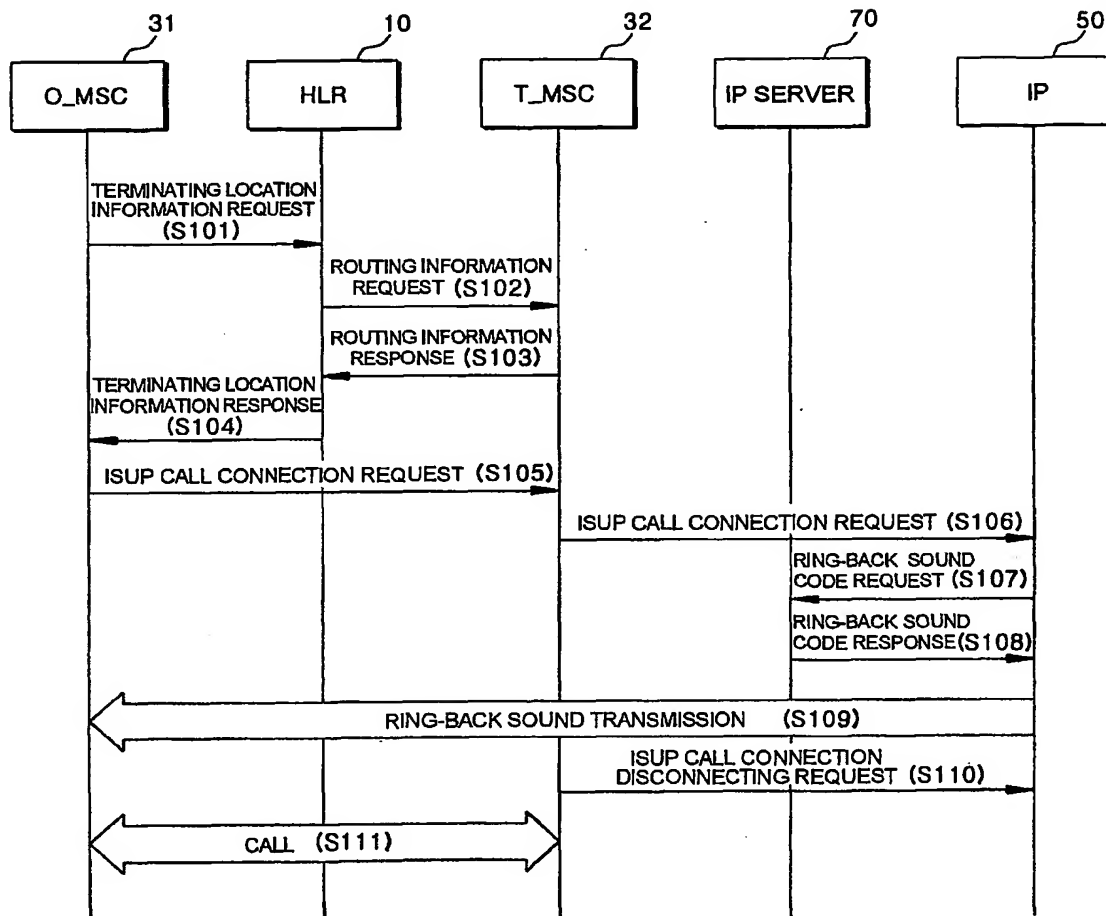 31
10
32
70
50
O_MSC
HLR
T_MSC
IP SERVER
IP
TERMINATING LOCATION
INFORMATION REQUEST
(S101)
ROUTING INFORMATION
REQUEST (S102)
ROUTING INFORMATION
RESPONSE (S103)
TERMINATING LOCATION
INFORMATION RESPONSE
(S104)
ISUP CALL CONNECTION REQUEST (S105)
ISUP CALL CONNECTION REQUEST (S106)
RING-BACK SOUND
CODE REQUEST (S107)
RING-BACK SOUND
CODE RESPONSE(S108)
RING-BACK SOUND TRANSMISSION (S109)
ISUP CALL CONNECTION
DISCONNECTING REQUEST (S110)
CALL (S111)